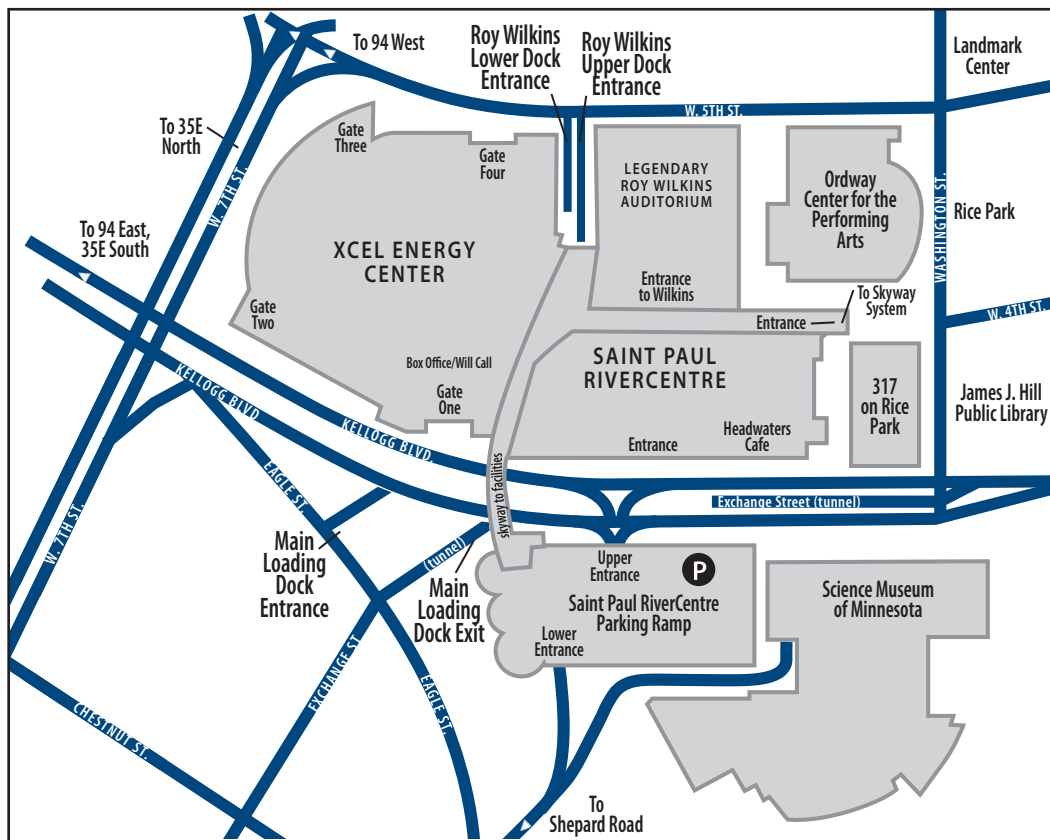 To 94 West
Roy Wilkins
Lower Dock
Entrance
Roy Wilkins
Upper Dock
Entrance
Landmark
Center
W. 5TH ST.
To 35E
North
Gate
Three
Gate
Four
LEGENDARY
ROY WILKINS
AUDITORIUM
Ordway
Center for the
Performing
Arts
WASHINGTON ST.
Rice Park
W. 7TH ST.
To 94 East,
35E South
XCEL ENERGY
CENTER
Entrance
to Wilkins
To Skyway
System
Gate
Two
Entrance
W. 4TH ST.
Box Office/Will Call
SAINT PAUL
RIVERCENTRE
Gate
One
317
on Rice
Park
James J. Hill
Public Library
KELLOGG BLVD.
KELLOGG BLVD.
Entrance
Headwaters
Cafe
skyway to facilities
EAGLE ST.
Exchange Street (tunnel)
W. 7TH ST.
Main
Loading
Dock
Entrance
(tunnel)
Main
Loading
Dock Exit
Upper
Entrance
P
Saint Paul RiverCentre
Parking Ramp
Lower
Entrance
Science Museum
of Minnesota
EXCHANGE ST.
EAGLE ST.
CHESTNUT ST.
To
Shepard Road